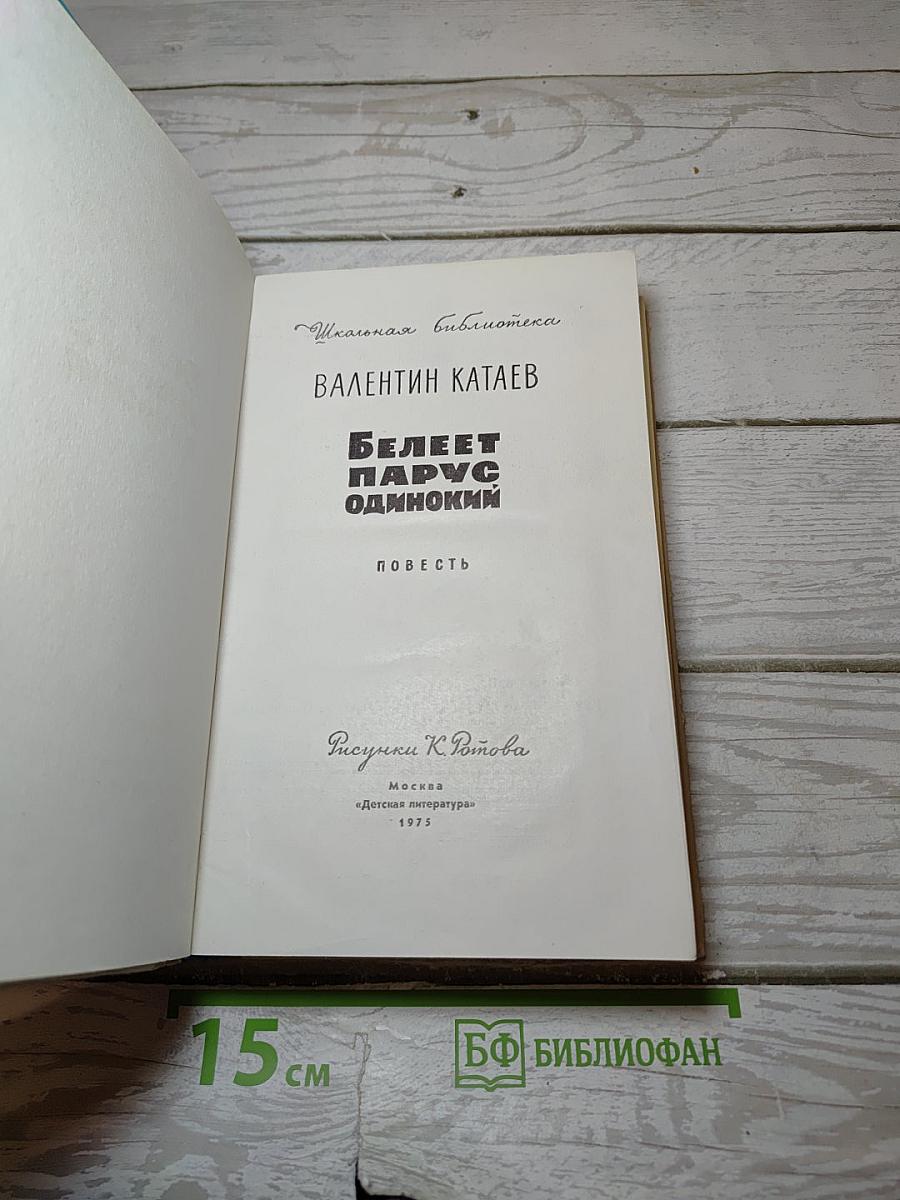 Школьная библиотека
ВАЛЕНТИН КАТАЕВ
БЕЛЕЕТ
ПАРУС
ОДИНОКИЙ
ПОВЕСТЬ
Рисунки К. Ротова
Москва
«Детская литература»
1975
15 см
БФ БИБЛИОФАН